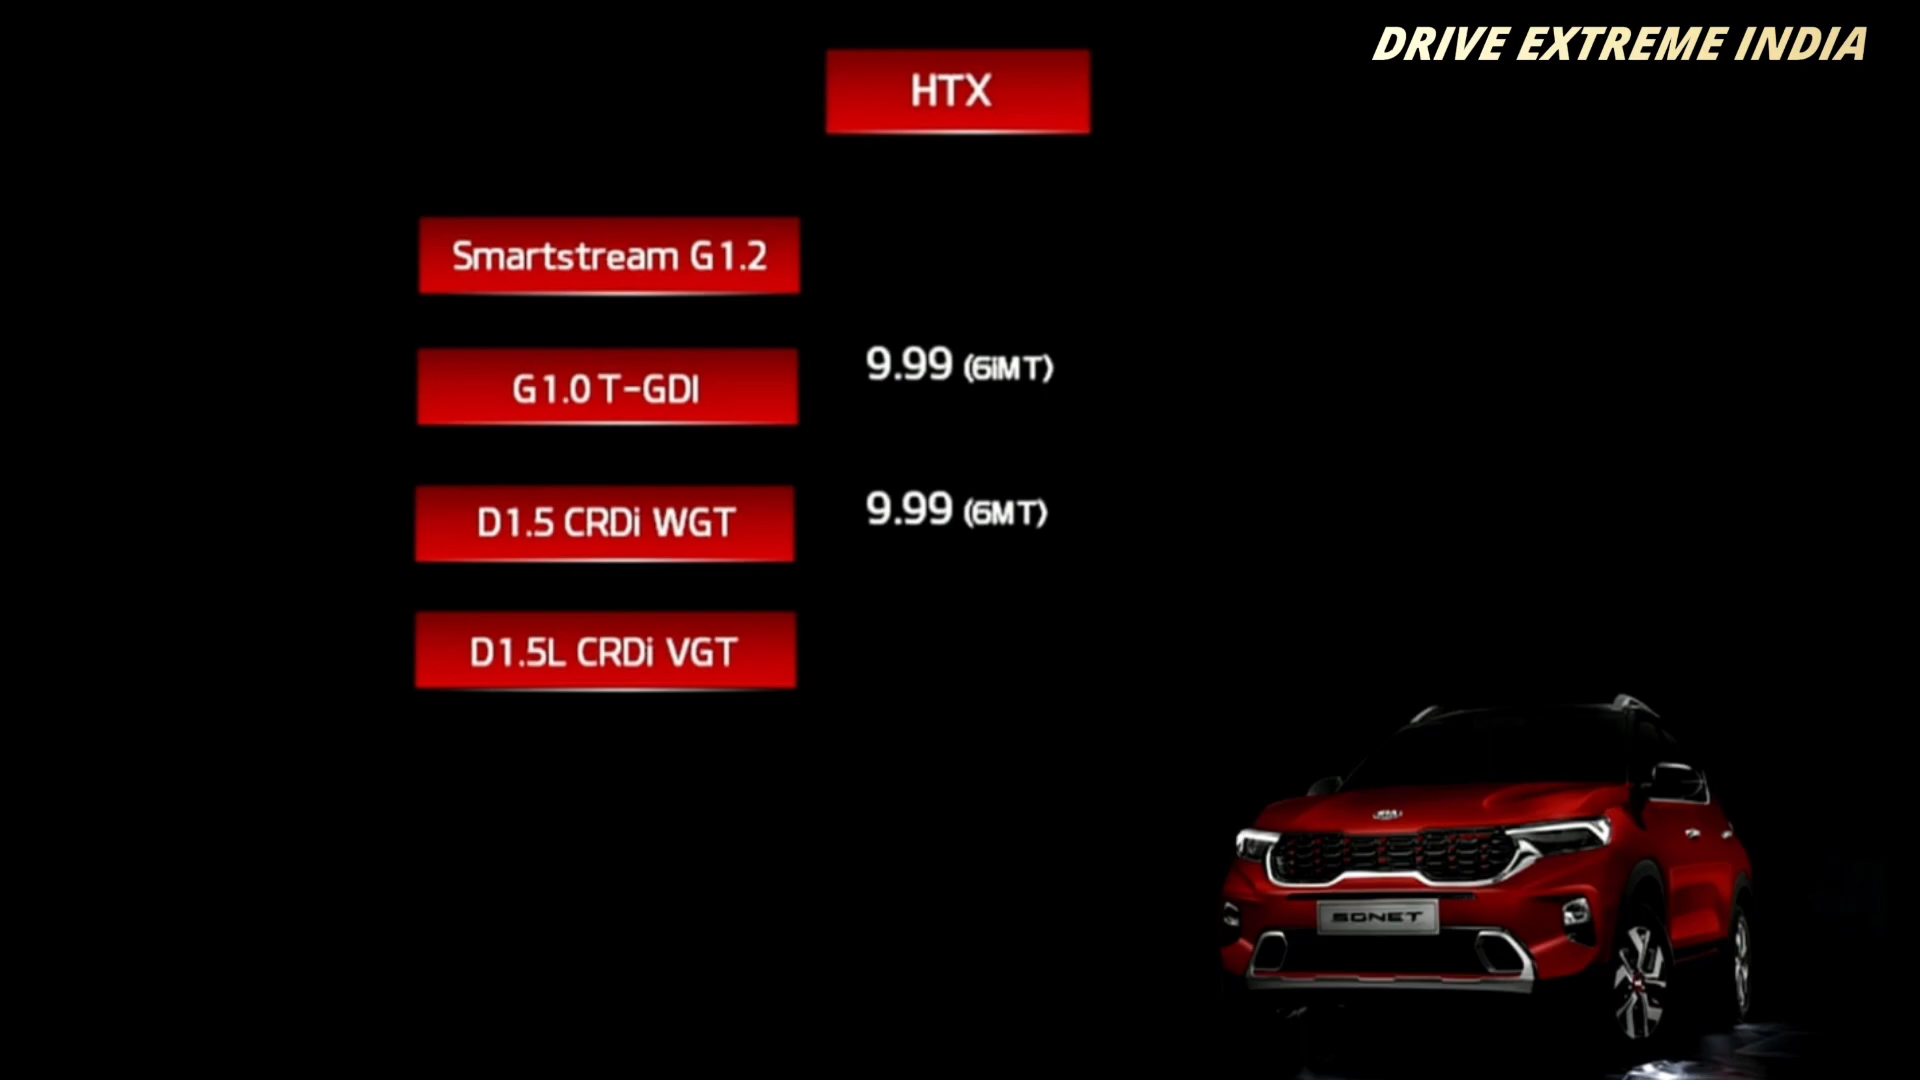 DRIVE EXTREME INDIA
HTX
Smartstream G1.2
G1.0 T-GDI
9.99 (6iMT)
D1.5 CRDi WGT
9.99 (6MT)
D1.5L CRDi VGT
SONET